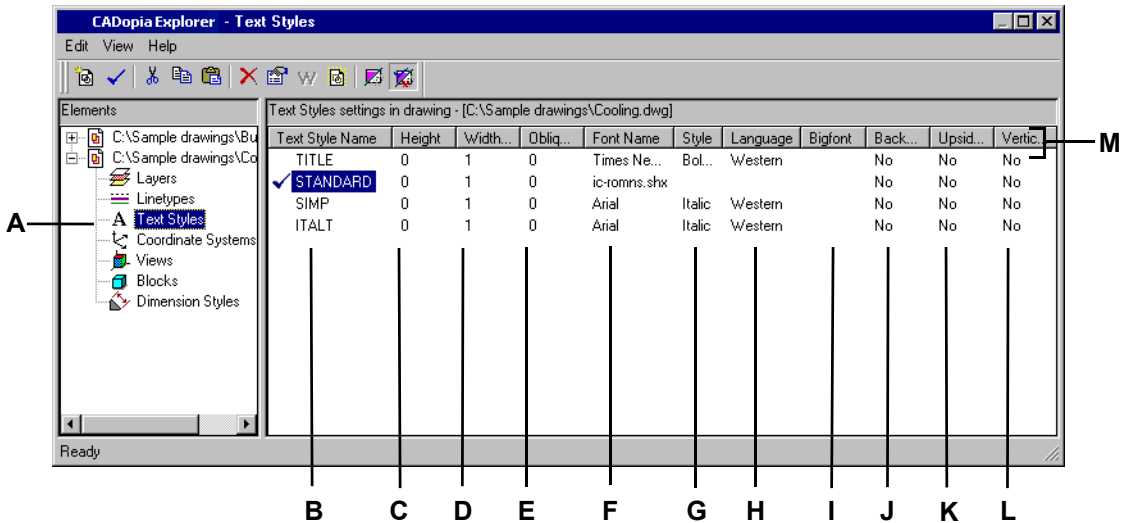 CADopia Explorer - Text Styles
Edit View Help
Elements
Text Styles settings in drawing - [C:\Sample drawings\Cooling.dwg]
C:\Sample drawings\Bu
C:\Sample drawings\Co
Layers
Linetypes
Text Styles
Coordinate Systems
Views
Blocks
Dimension Styles
Text Style Name Height Width... Obliq... Font Name Style Language Bigfont Back... Upsid... Vertic...
TITLE 0 1 0 Times Ne... Bol... Western No No No
STANDARD 0 1 0 ic-romns.shx No No No
SIMP 0 1 0 Arial Italic Western No No No
ITALT 0 1 0 Arial Italic Western No No No
M
A
Ready
B C D E F G H I J K L